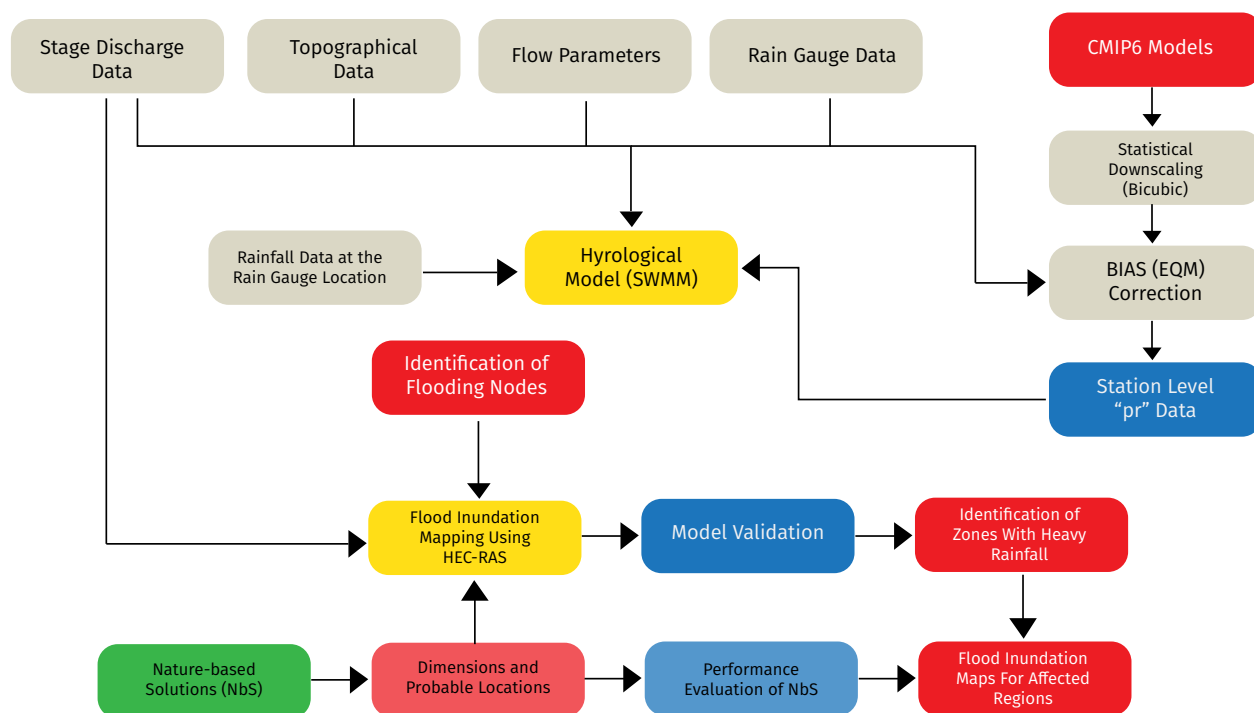 Stage Discharge
Data
Topographical
Data
Flow Parameters
Rain Gauge Data
CMIP6 Models
Statistical
Downscaling
(Bicubic)
Rainfall Data at the
Rain Gauge Location
Hyrological
Model (SWMM)
BIAS (EQM)
Correction
Identification of
Flooding Nodes
Station Level
“pr” Data
Flood Inundation
Mapping Using
HEC-RAS
Model Validation
Identification of
Zones With Heavy
Rainfall
Nature-based
Solutions (NbS)
Dimensions and
Probable Locations
Performance
Evaluation of NbS
Flood Inundation
Maps For Affected
Regions